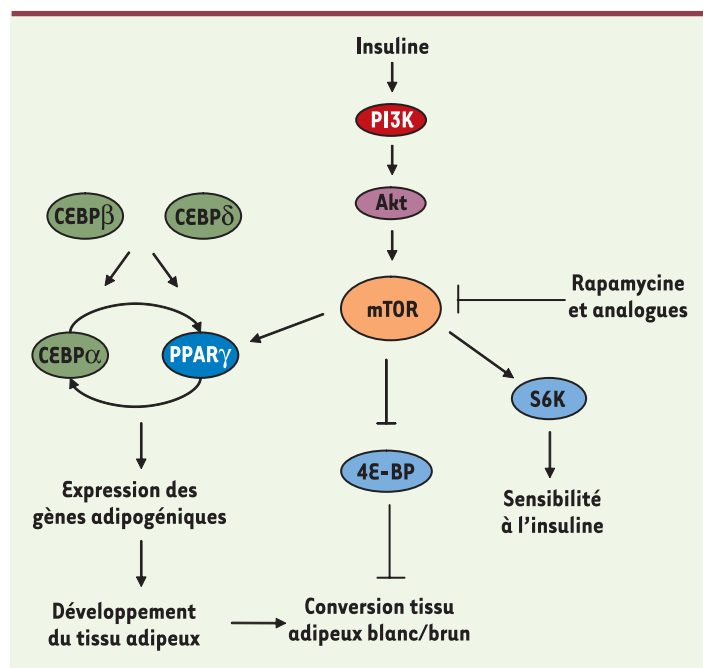 Insuline
PI3K
Akt
CEBPβ
CEBPδ
mTOR
Rapamycine
et analogues
CEBPα
PPARγ
S6K
4E-BP
Expression des
gènes adipogéniques
Sensibilité
à l'insuline
Développement
du tissu adipeux
Conversion tissu
adipeux blanc/brun